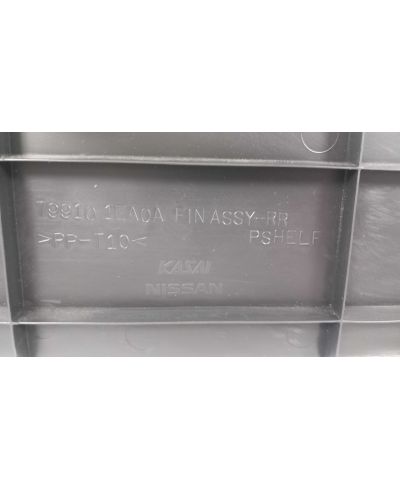 79910 1EA0A FIN ASSY-RR
>PP-T10< PSHELF
KASAI
NISSAN